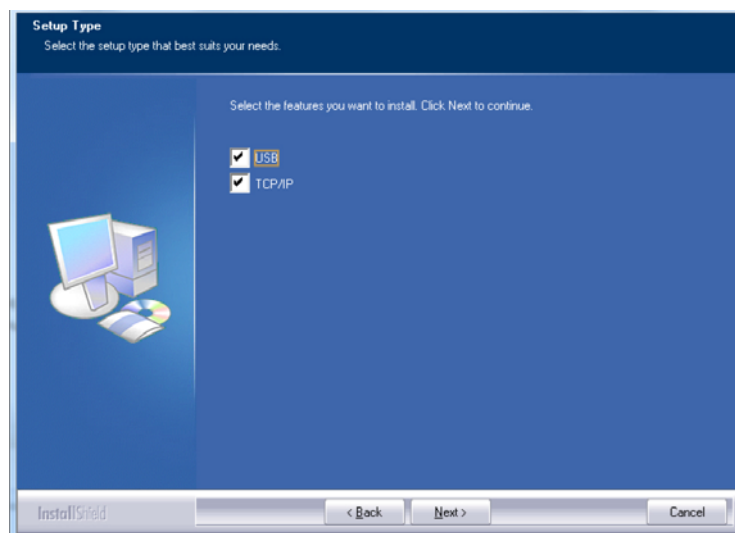 Setup Type
Select the setup type that best suits your needs.
Select the features you want to install. Click Next to continue.
USB
TCP/IP
InstallShield
< Back Next > Cancel